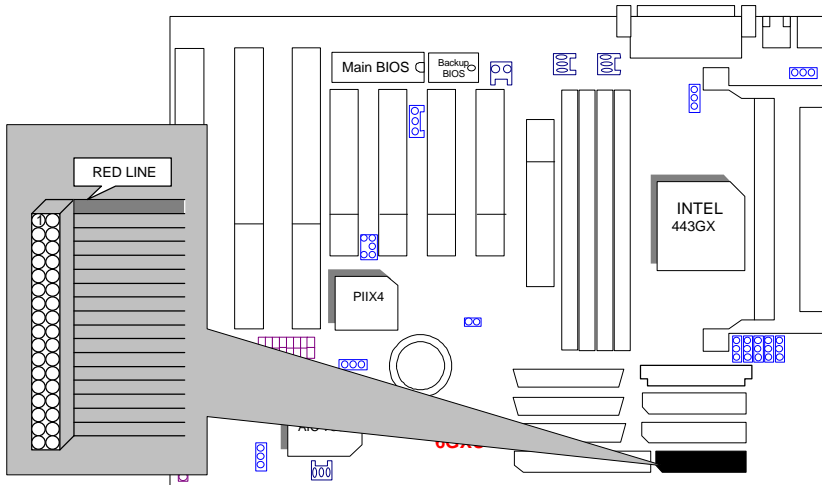 Main BIOS
Backup
BIOS
RED LINE
1
INTEL
443GX
PIIX4